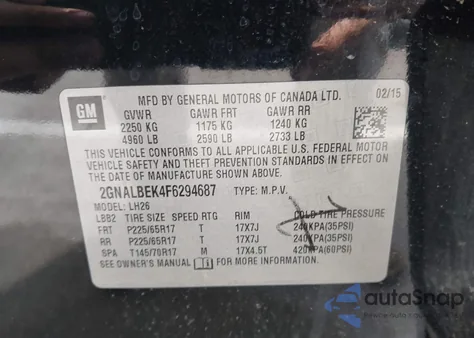 GM
MFD BY GENERAL MOTORS OF CANADA LTD. 02/15
GVWR GAWR FRT GAWR RR
2250 KG 1175 KG 1240 KG
4960 LB 2590 LB 2733 LB
THIS VEHICLE CONFORMS TO ALL APPLICABLE U.S. FEDERAL MOTOR
VEHICLE SAFETY, BUMPER, AND THEFT PREVENTION STANDARDS
IN EFFECT ON THE DATE OF MANUFACTURE SHOWN ABOVE.
2GNALBEK4F6294687 TYPE: M.P.V.
MODEL: LH26
LBB2 TIRE SIZE SPEED RTG RIM COLD TIRE PRESSURE
FRT P225/65R17 T 17X7J 240KPA(35PSI)
RR P225/65R17 T 17X7J 240KPA(35PSI)
SPA T145/70R17 M 17X4.5T 420KPA(60PSI)
SEE OWNER'S MANUAL FOR MORE INFORMATION.
autoSnap